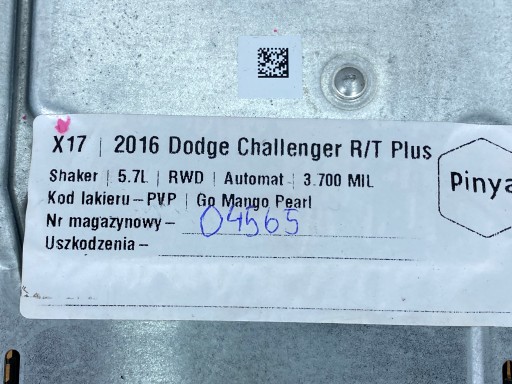 X17 | 2016 Dodge Challenger R/T Plus
Shaker | 5.7L | RWD | Automat | 3.700 MIL
Kod lakieru – PVP | Go Mango Pearl
Nr magazynowy – 04565
Uszkodzenia –
Pinya